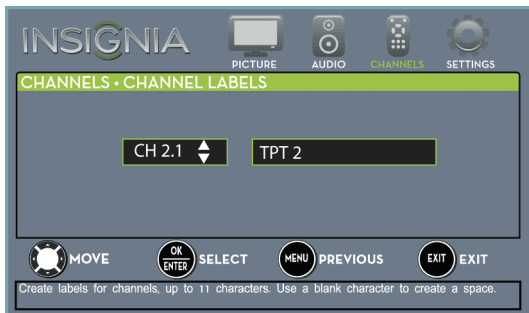 INSIGNIA
PICTURE AUDIO CHANNELS SETTINGS
CHANNELS • CHANNEL LABELS
CH 2.1 TPT 2
MOVE OK ENTER SELECT MENU PREVIOUS EXIT EXIT
Create labels for channels, up to 11 characters. Use a blank character to create a space.